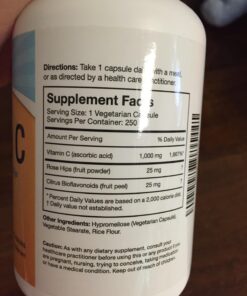 C
Directions: Take 1 capsule daily with a meal,
or as directed by a health care practitioner.
Supplement Facts
Serving Size: 1 Vegetarian Capsule
Servings Per Container: 250
Amount Per Serving % Daily Value
Vitamin C (ascorbic acid) 1,000 mg 1,667%
Rose Hips (fruit powder) 25 mg
Citrus Bioflavonoids (fruit peel) 25 mg
* Percent Daily Values are based on a 2,000 calorie diet.
Daily value not established.
Other Ingredients: Hypromellose (Vegetarian Capsule),
Vegetable Stearate, Rice Flour.
Caution: As with any dietary supplement, consult your
healthcare practitioner before using this or any product if you
are pregnant, nursing, trying to conceive, taking medication
or have a medical condition. Keep out of reach of children.